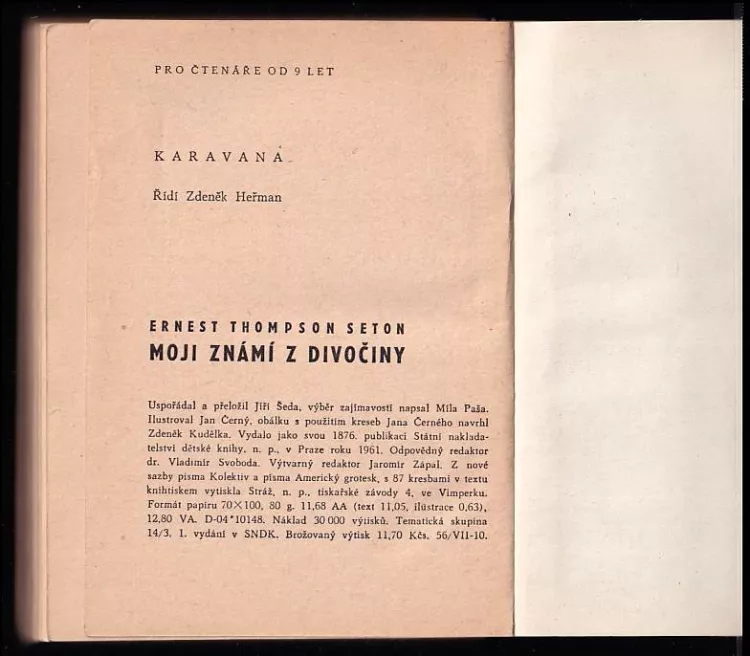 PRO ČTENÁŘE OD 9 LET
KARAVANA
Řídí Zdeněk Heřman
ERNEST THOMPSON SETON
MOJI ZNÁMÍ Z DIVOČINY
Uspořádal a přeložil Jiří Šeda, výběr zajímavostí napsal Míla Paša.
Ilustroval Jan Černý, obálku s použitím kreseb Jana Černého navrhl
Zdeněk Kudělka. Vydalo jako svou 1876. publikaci Státní naklada-
telství dětské knihy, n. p., v Praze roku 1961. Odpovědný redaktor
dr. Vladimír Svoboda. Výtvarný redaktor Jaromír Zápal. Z nové
sazby písma Kolektiv a písma Americký grotesk, s 87 kresbami v textu
knihtiskem vytiskla Stráž, n. p., tiskařské závody 4, ve Vimperku.
Formát papíru 70×100, 80 g. 11,68 AA (text 11,05, ilustrace 0,63),
12,80 VA. D-04*10148. Náklad 30 000 výtisků. Tematická skupina
14/3. 1. vydání v SNDK. Brožovaný výtisk 11,70 Kčs. 56/VII-10.